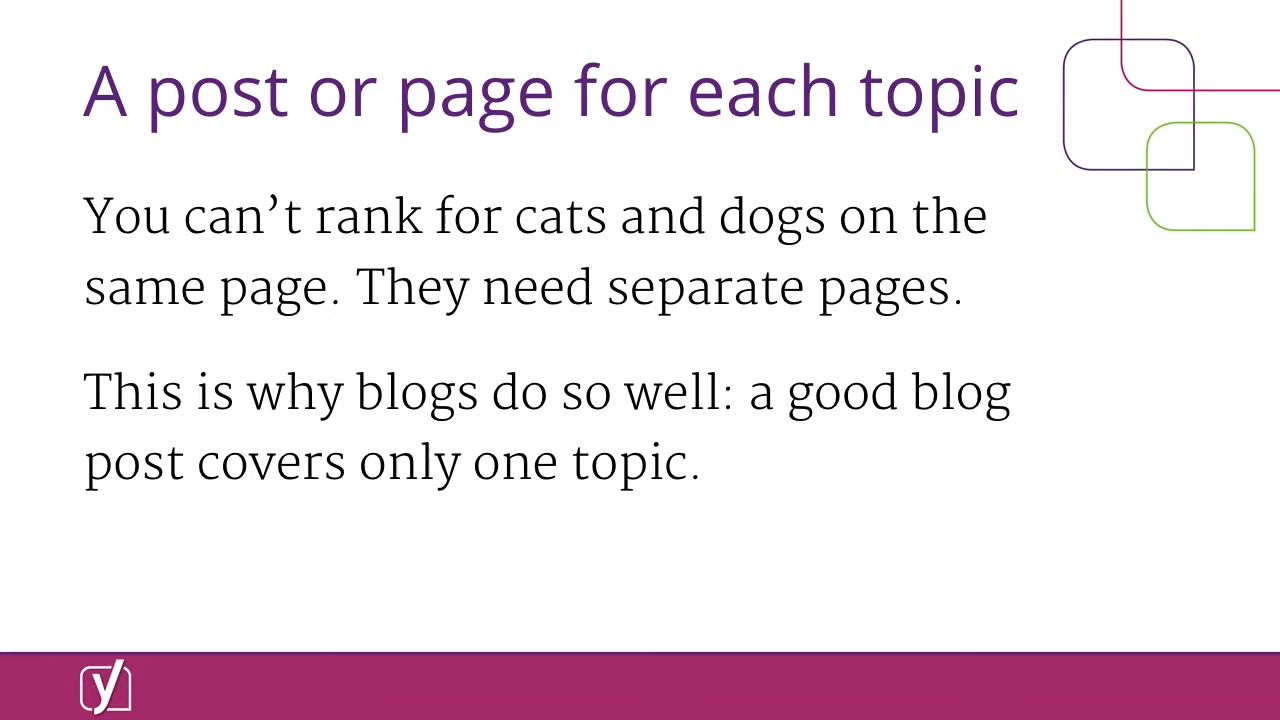 A post or page for each topic
You can’t rank for cats and dogs on the
same page. They need separate pages.
This is why blogs do so well: a good blog
post covers only one topic.
y